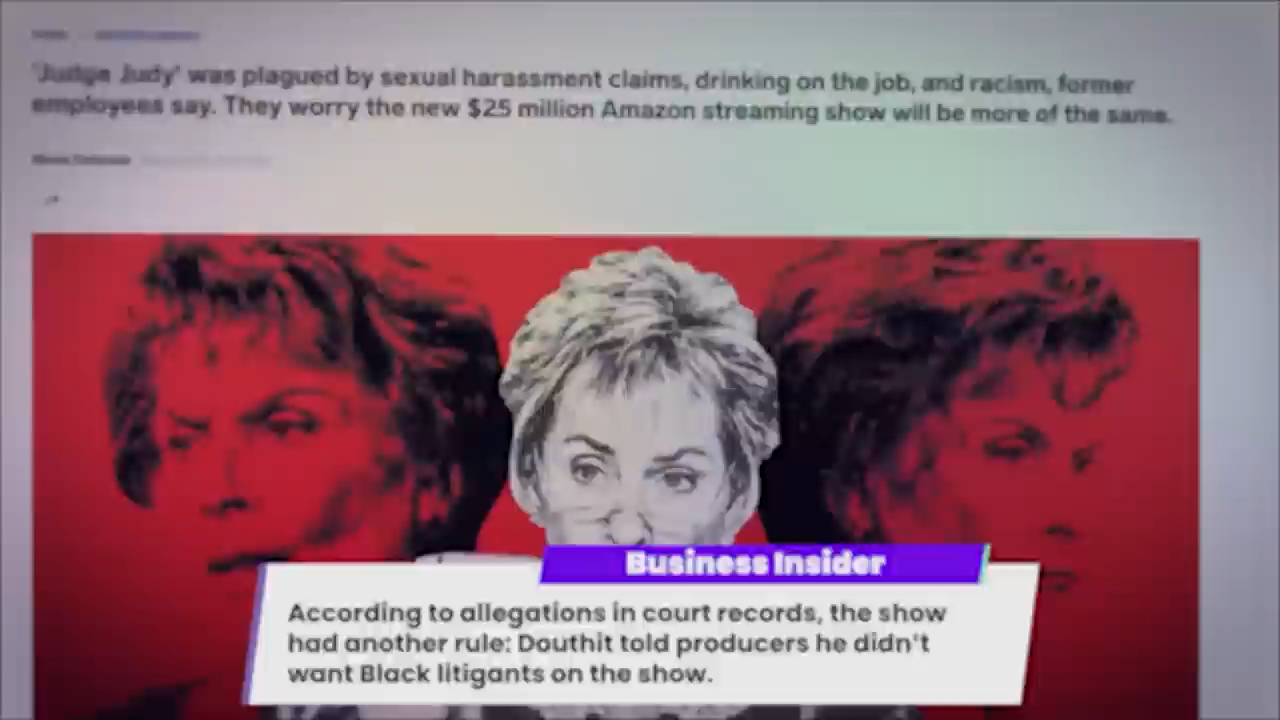 'Judge Judy' was plagued by sexual harassment claims, drinking on the job, and racism, former
employees say. They worry the new $25 million Amazon streaming show will be more of the same.
Business Insider
According to allegations in court records, the show
had another rule: Douthit told producers he didn't
want Black litigants on the show.